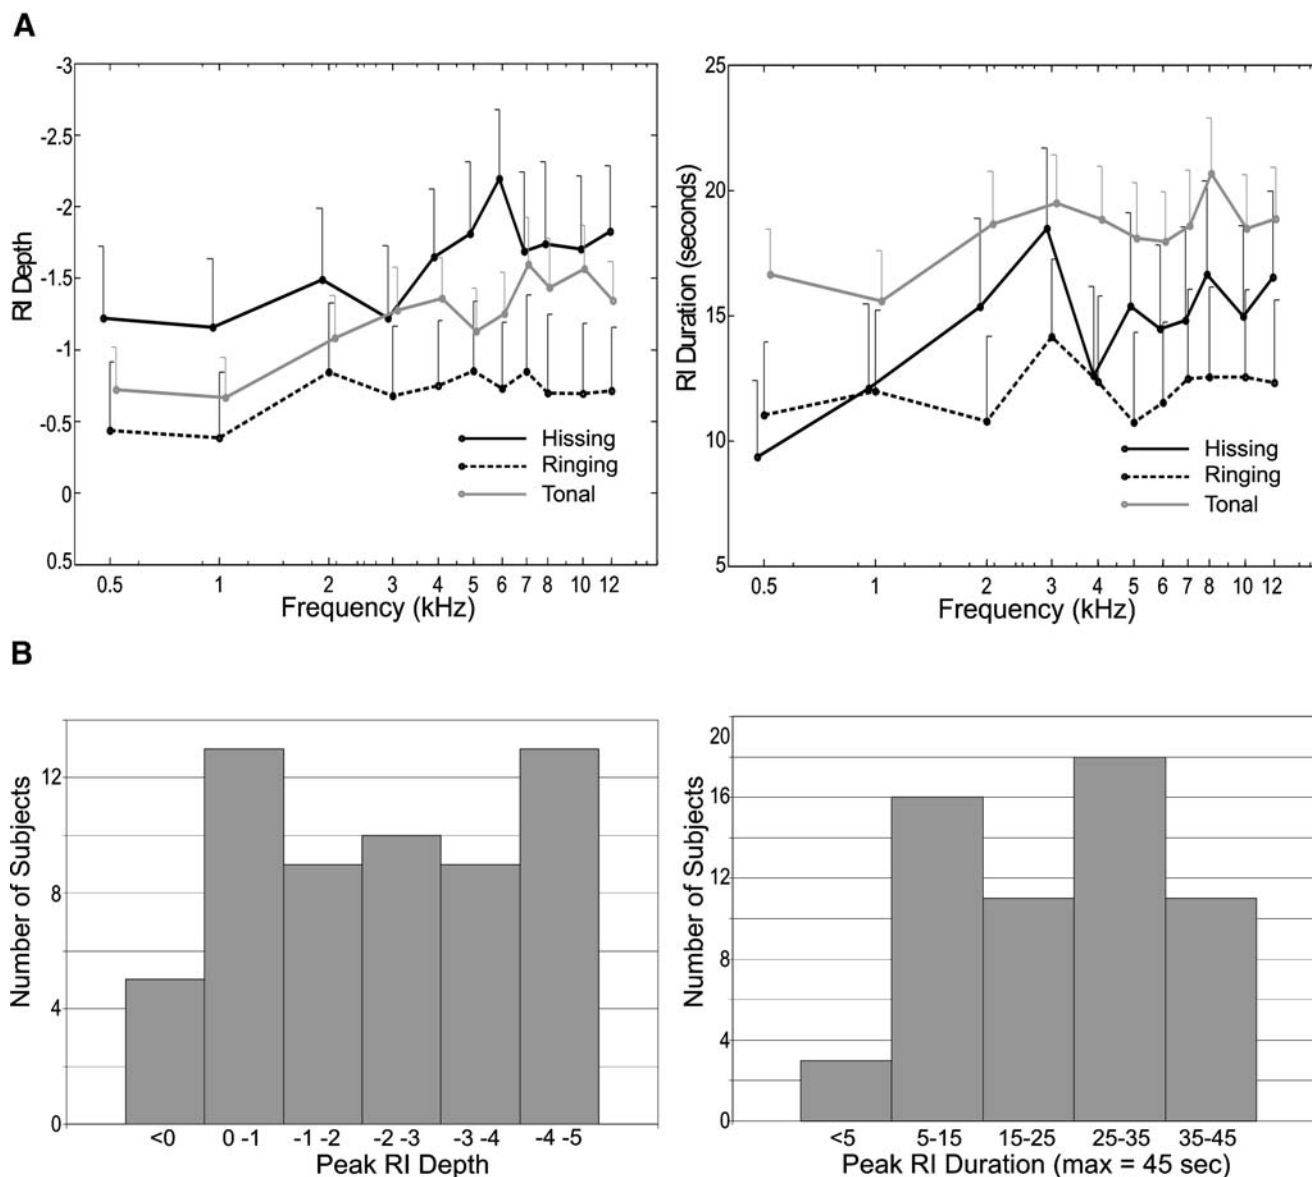 A
-3
-2.5
-2
-1.5
-1
-0.5
0
0.5
RI Depth
0.5 1 2 3 4 5 6 7 8 10 12
Frequency (kHz)
Hissing
Ringing
Tonal
25
20
15
10
5
RI Duration (seconds)
0.5 1 2 3 4 5 6 7 8 10 12
Frequency (kHz)
Hissing
Ringing
Tonal
B
12
8
4
0
Number of Subjects
<0 0 -1 -1 -2 -2 -3 -3 -4 -4 -5
Peak RI Depth
20
16
12
8
4
0
Number of Subjects
<5 5-15 15-25 25-35 35-45
Peak RI Duration (max = 45 sec)